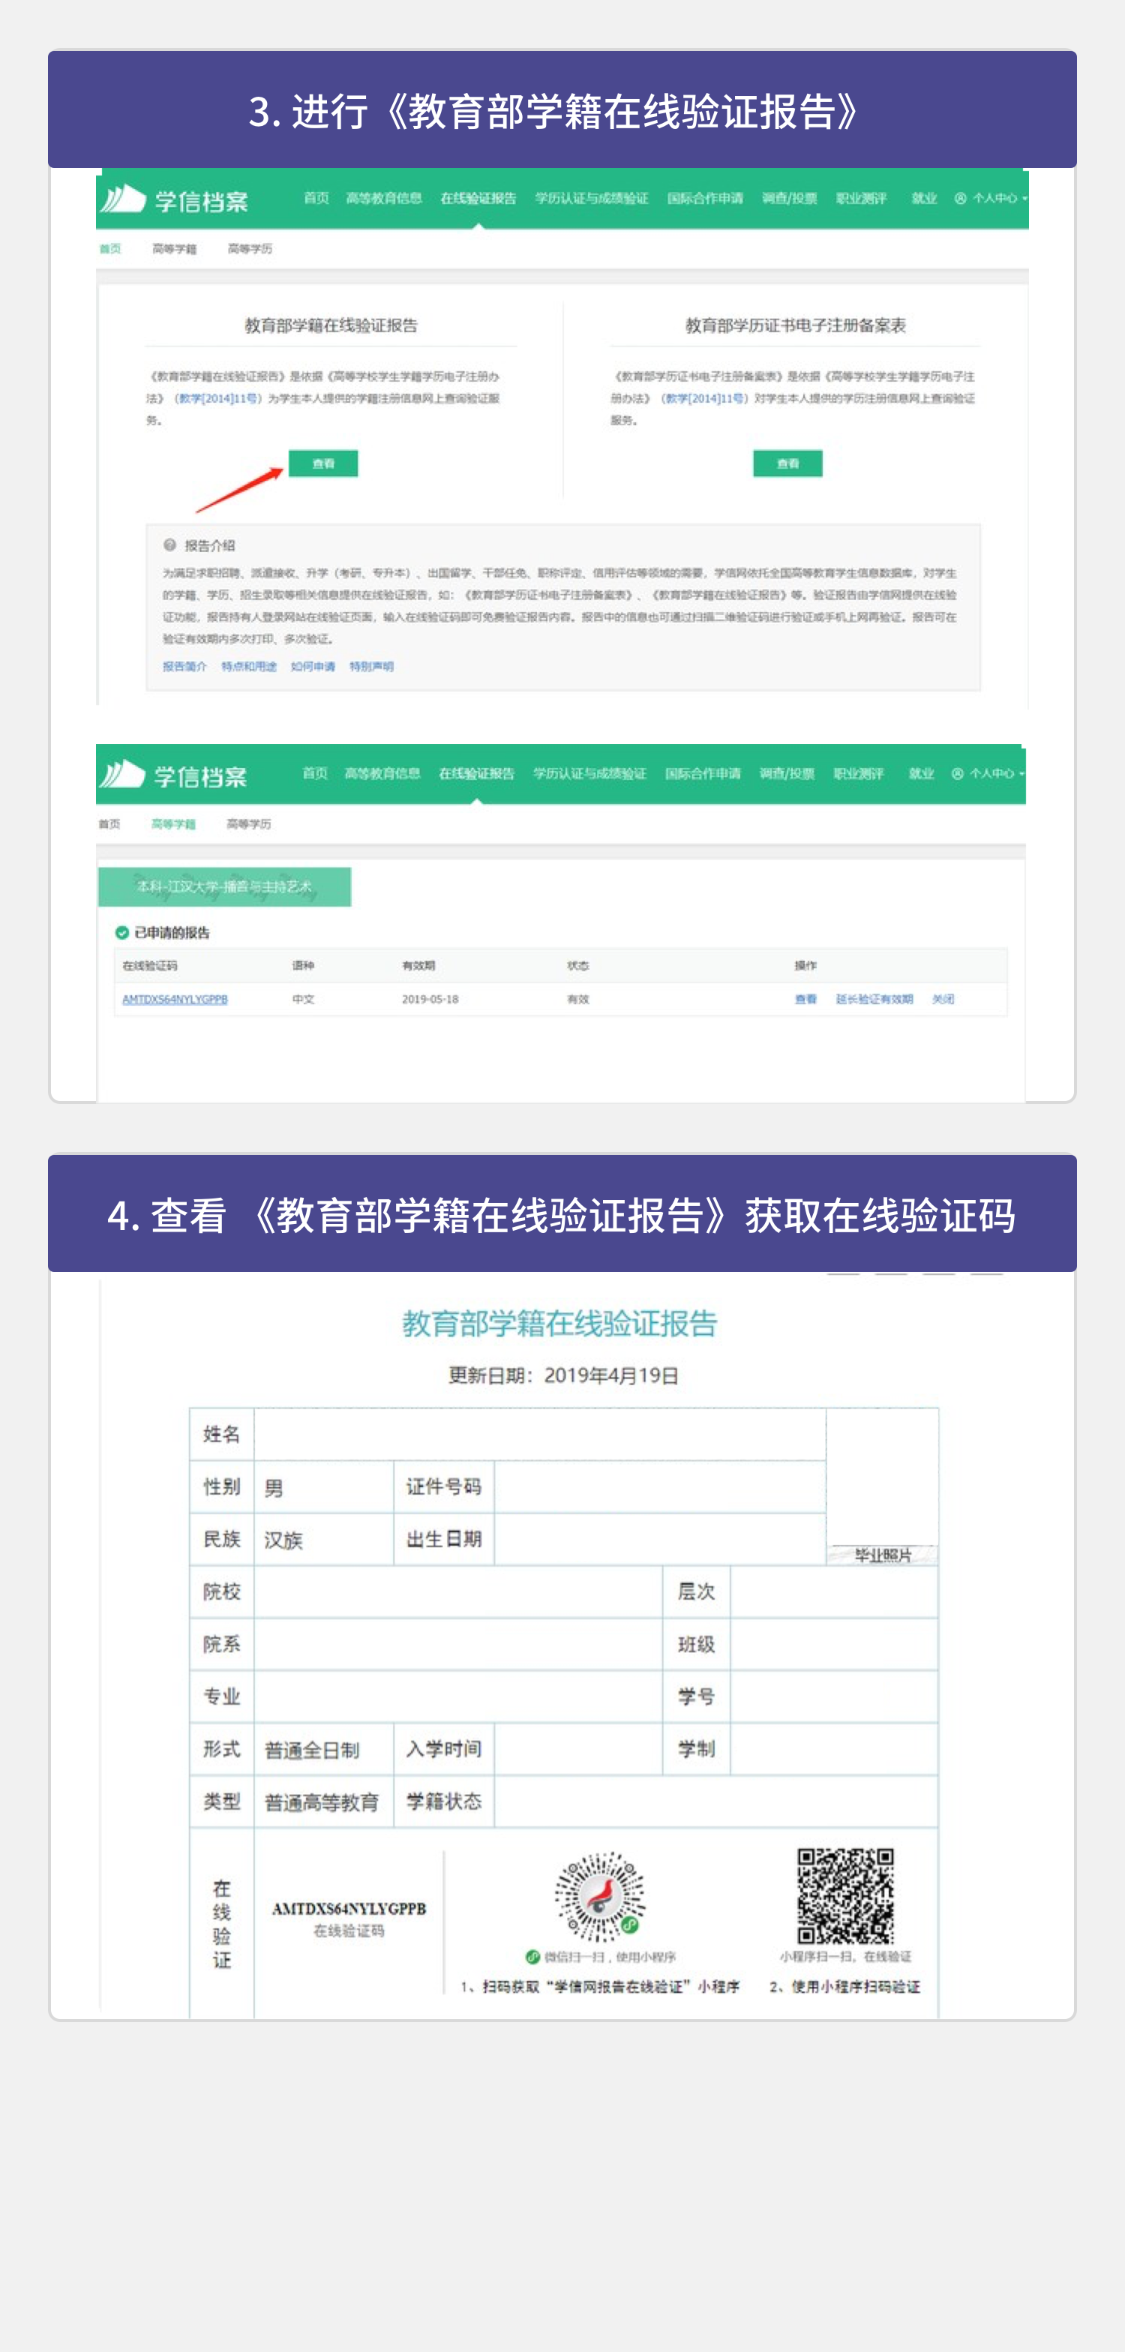 3. 进行《教育部学籍在线验证报告》
学信档案 首页 高等教育信息 在线验证报告 学历认证与成绩验证 国际合作申请 调查/投票 职业测评 就业 个人中心
首页 高等学籍 高等学历
教育部学籍在线验证报告
《教育部学籍在线验证报告》是依据《高等学校学生学籍学历电子注册办
法》（教学[2014]11号）为学生本人提供的学籍注册信息网上查询验证服
务。
查看
教育部学历证书电子注册备案表
《教育部学历证书电子注册备案表》是依据《高等学校学生学籍学历电子注
册办法》（教学[2014]11号）对学生本人提供的学历注册信息网上查询验证
服务。
查看
报告介绍
为满足求职招聘、派遣接收、升学（考研、专升本）、出国留学、干部任免、职称评定、信用评估等领域的需要，学信网依托全国高等教育学生信息数据库，对学生
的学籍、学历、招生录取等相关信息提供在线验证报告，如：《教育部学历证书电子注册备案表》、《教育部学籍在线验证报告》等。验证报告由学信网提供在线验
证功能，报告持有人登录网站在线验证页面，输入在线验证码即可免费验证报告内容。报告中的信息也可通过扫描二维验证码进行验证或手机上网再验证。报告可在
验证有效期内多次打印、多次验证。
报告简介 特点和用途 如何申请 特别声明
学信档案 首页 高等教育信息 在线验证报告 学历认证与成绩验证 国际合作申请 调查/投票 职业测评 就业 个人中心
首页 高等学籍 高等学历
本科-江汉大学-播音与主持艺术
已申请的报告
在线验证码 语种 有效期 状态 操作
AMTDXS64NYLYGPPB 中文 2019-05-18 有效 查看 延长验证有效期 关闭
4. 查看 《教育部学籍在线验证报告》获取在线验证码
教育部学籍在线验证报告
更新日期：2019年4月19日
姓名
性别 男 证件号码
民族 汉族 出生日期
毕业照片
院校 层次
院系 班级
专业 学号
形式 普通全日制 入学时间 学制
类型 普通高等教育 学籍状态
在线验证
AMTDXS64NYLYGPPB
在线验证码
微信扫一扫，使用小程序
1、扫码获取“学信网报告在线验证”小程序
小程序扫一扫，在线验证
2、使用小程序扫码验证